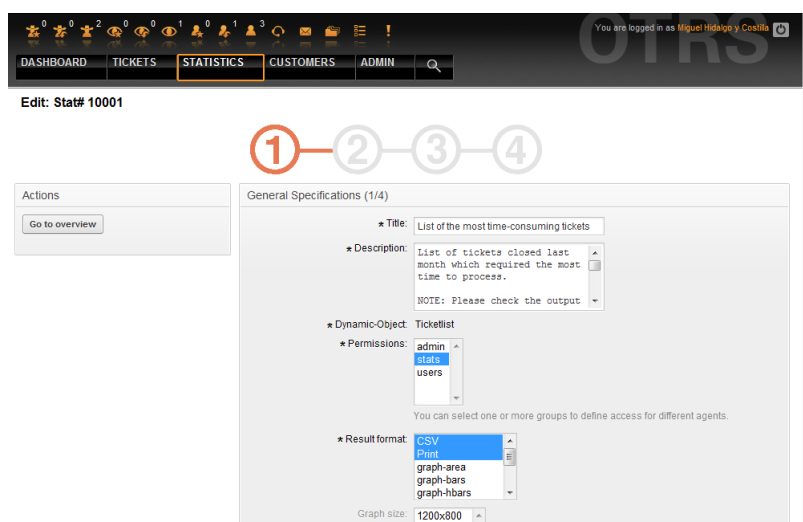 0 0 2 0 0 1 0 1 3
You are logged in as Miguel Hidalgo y Costilla
OTRS
DASHBOARD TICKETS STATISTICS CUSTOMERS ADMIN
Edit: Stat# 10001
1 2 3 4
Actions
Go to overview
General Specifications (1/4)
★ Title: List of the most time-consuming tickets
★ Description: List of tickets closed last
month which required the most
time to process.
NOTE: Please check the output
★ Dynamic-Object: Ticketlist
★ Permissions: admin
stats
users
You can select one or more groups to define access for different agents.
★ Result format: CSV
Print
graph-area
graph-bars
graph-hbars
Graph size: 1200x800